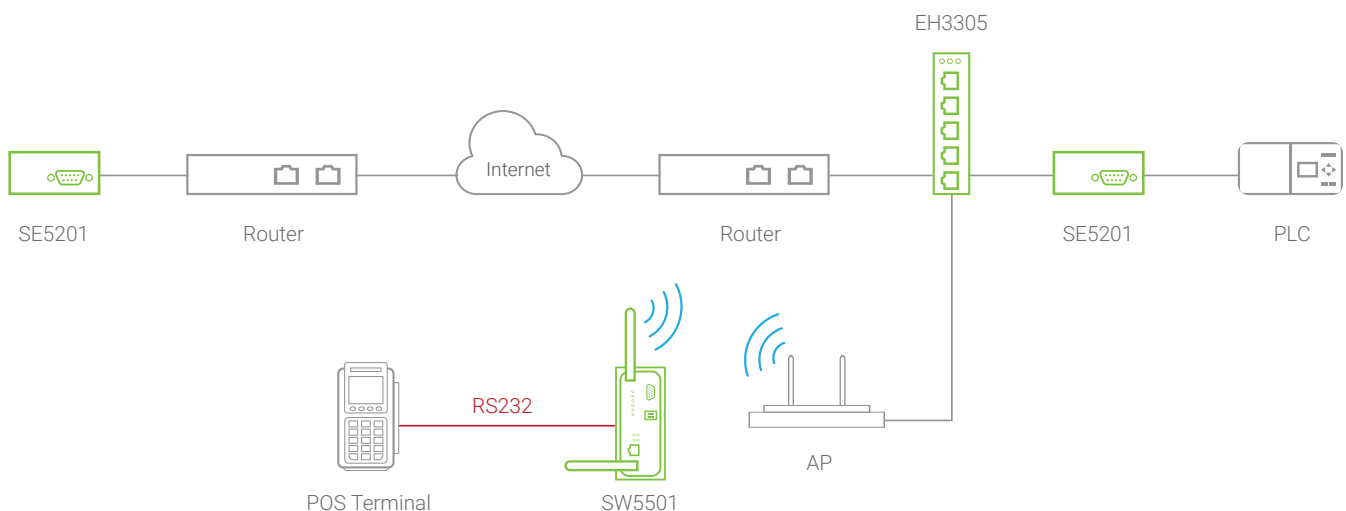 EH3305
Internet
SE5201
Router
Router
SE5201
PLC
RS232
AP
POS Terminal
SW5501